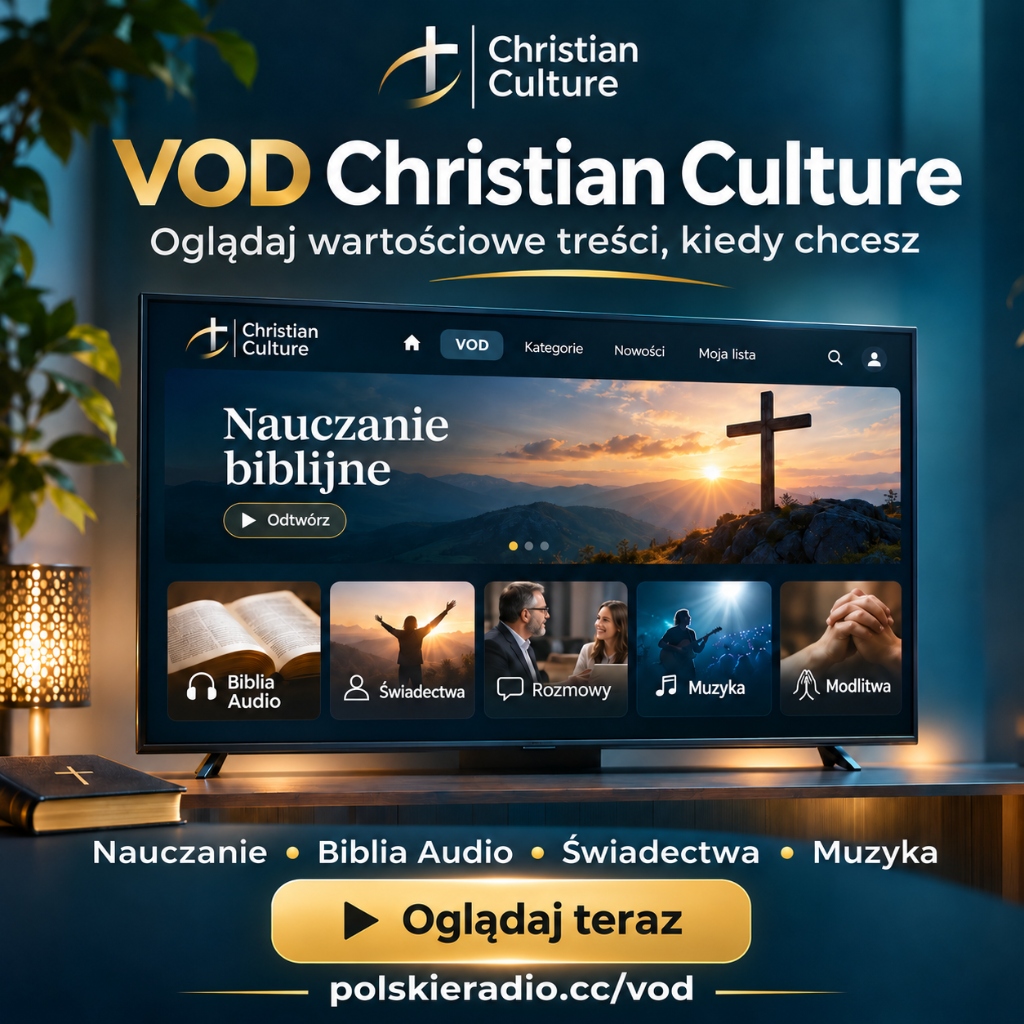 Christian
Culture
VOD Christian Culture
Oglądaj wartościowe treści, kiedy chcesz
Christian
Culture
VOD
Kategorie
Nowości
Moja lista
Nauczanie
biblijne
Odtwórz
Biblia
Audio
Świadectwa
Rozmowy
Muzyka
Modlitwa
Nauczanie • Biblia Audio • Świadectwa • Muzyka
Oglądaj teraz
polskieradio.cc/vod